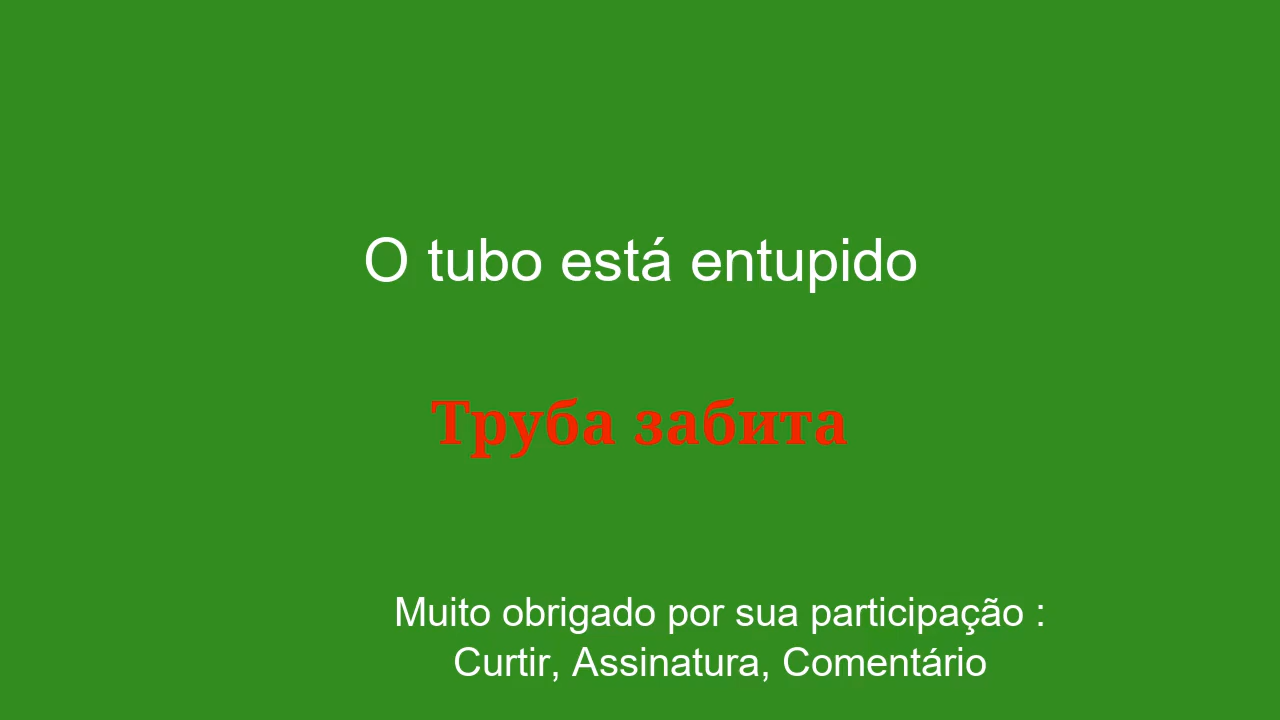 O tubo está entupido
Труба забита
Muito obrigado por sua participação :
Curtir, Assinatura, Comentário